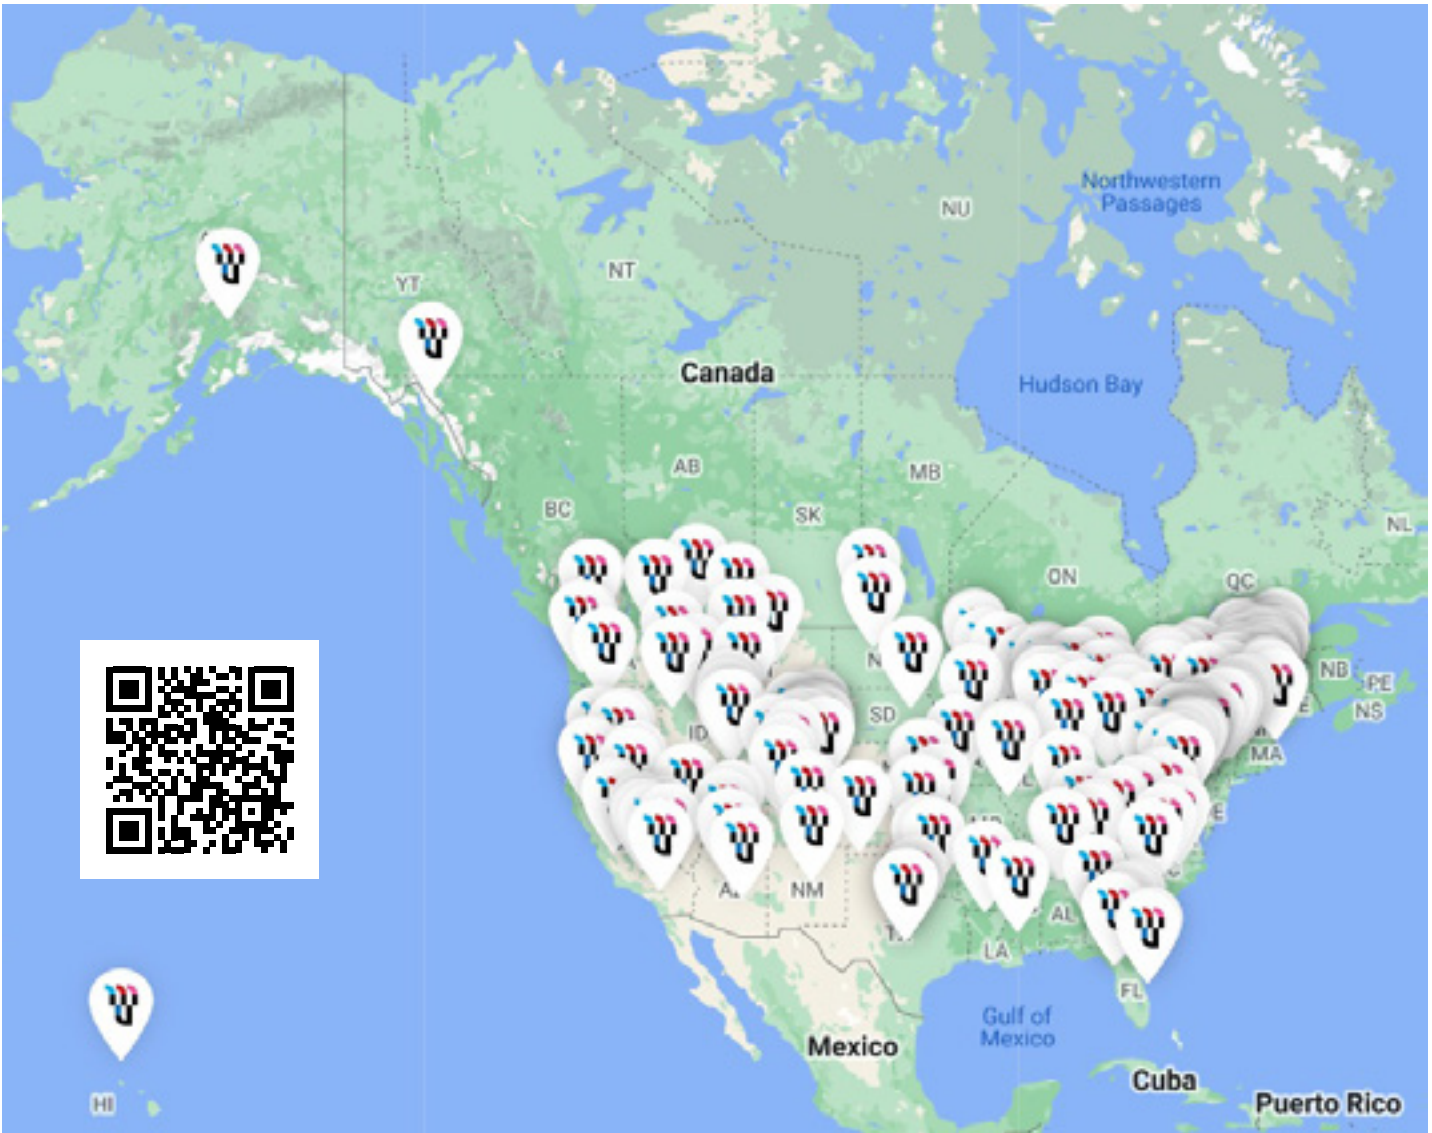 Northwestern
Passages
NU
NT
YT
Canada
Hudson Bay
AB
MB
BC
SK
NL
ON
QC
NB
PE
NS
SD
ID
MA
NM
AL
LA
FL
Gulf of
Mexico
Mexico
Cuba
HI
Puerto Rico